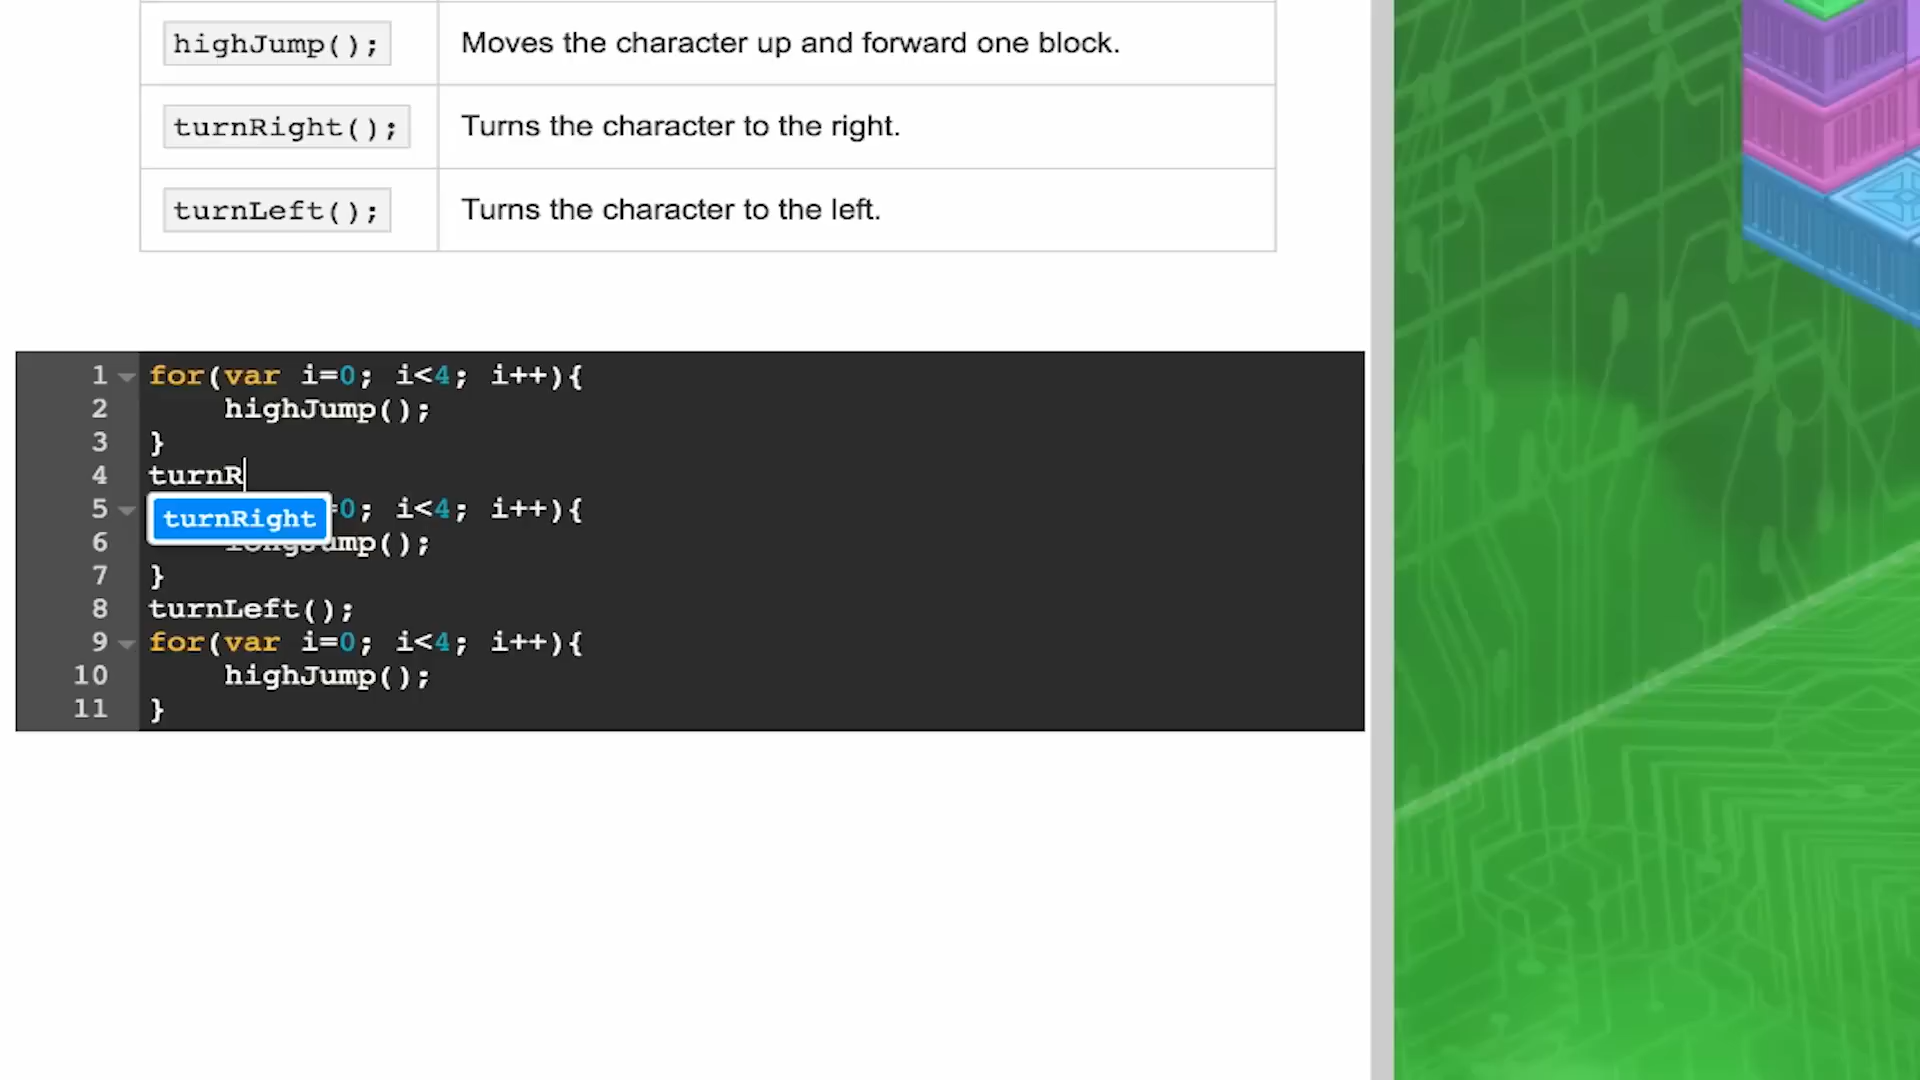 highJump(); Moves the character up and forward one block.
turnRight(); Turns the character to the right.
turnLeft(); Turns the character to the left.
1 for(var i=0; i<4; i++){
2 highJump();
3 }
4 turnR
5 =0; i<4; i++){
turnRight
6 longJump();
7 }
8 turnLeft();
9 for(var i=0; i<4; i++){
10 highJump();
11 }